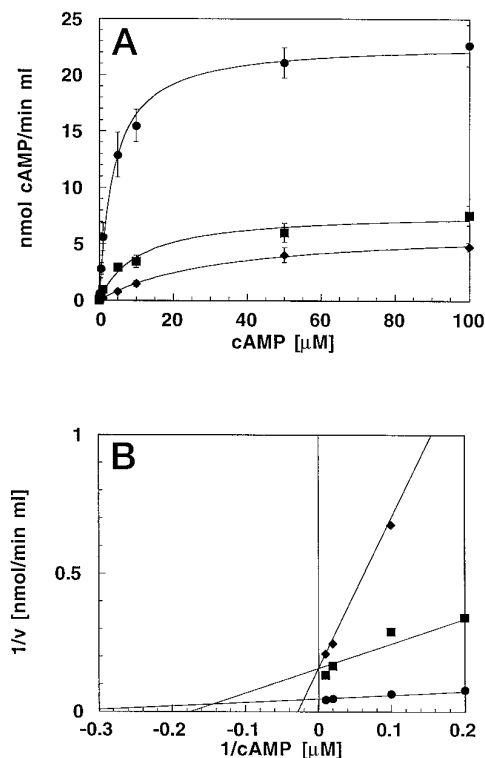 A
nmol cAMP/min ml
25
20
15
10
5
0
0 20 40 60 80 100
cAMP [µM]
B
1/v [nmol/min ml]
1
0.5
0
-0.3 -0.2 -0.1 0 0.1 0.2
1/cAMP [µM]